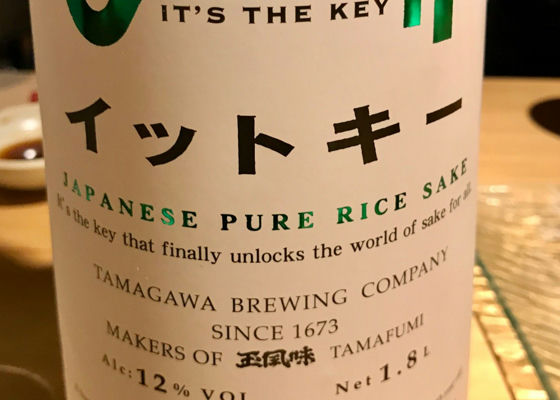 IT'S THE KEY
イットキー
JAPANESE PURE RICE SAKE
It's the key that finally unlocks the world of sake for all.
TAMAGAWA BREWING COMPANY
SINCE 1673
MAKERS OF 玉風味 TAMAFUMI
Alc:12% VOL Net 1.8L